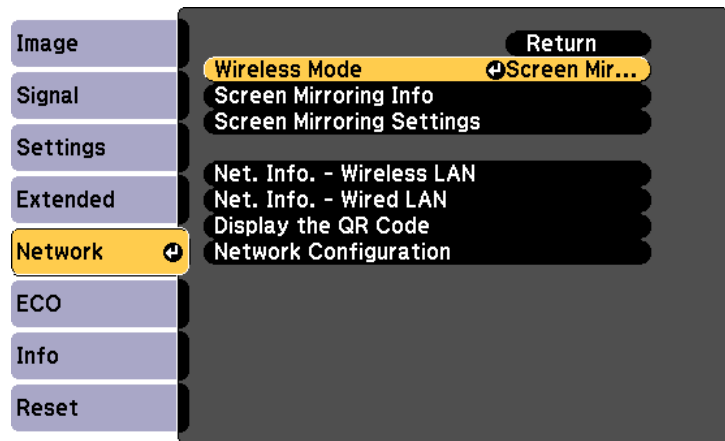 Image
Signal
Settings
Extended
Network
ECO
Info
Reset
Return
Wireless Mode Screen Mir...
Screen Mirroring Info
Screen Mirroring Settings
Net. Info. - Wireless LAN
Net. Info. - Wired LAN
Display the QR Code
Network Configuration